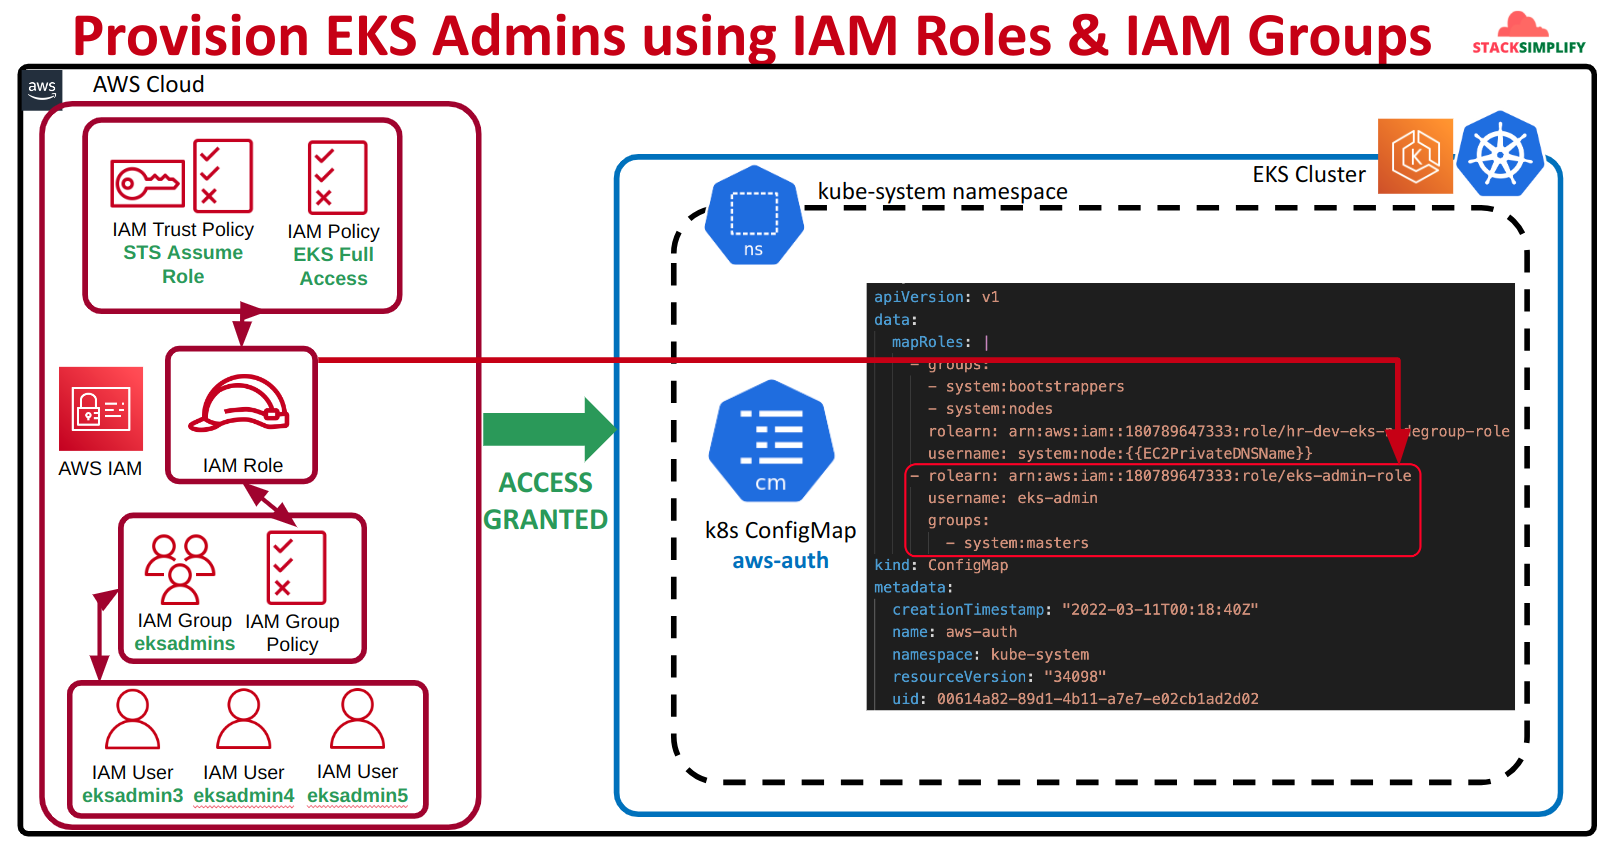 Provision EKS Admins using IAM Roles & IAM Groups
STACKSIMPLIFY
aws
AWS Cloud
IAM Trust Policy
STS Assume
Role
IAM Policy
EKS Full
Access
AWS IAM
IAM Role
IAM Group
eksadmins
IAM Group
Policy
IAM User
eksadmin3
IAM User
eksadmin4
IAM User
eksadmin5
ACCESS
GRANTED
EKS Cluster
K
kube-system namespace
ns
cm
k8s ConfigMap
aws-auth
apiVersion: v1
data:
mapRoles: |
- groups:
- system:bootstrappers
- system:nodes
rolearn: arn:aws:iam::180789647333:role/hr-dev-eks-nodegroup-role
username: system:node:{{EC2PrivateDNSName}}
- rolearn: arn:aws:iam::180789647333:role/eks-admin-role
username: eks-admin
groups:
- system:masters
kind: ConfigMap
metadata:
creationTimestamp: "2022-03-11T00:18:40Z"
name: aws-auth
namespace: kube-system
resourceVersion: "34098"
uid: 00614a82-89d1-4b11-a7e7-e02cb1ad2d02